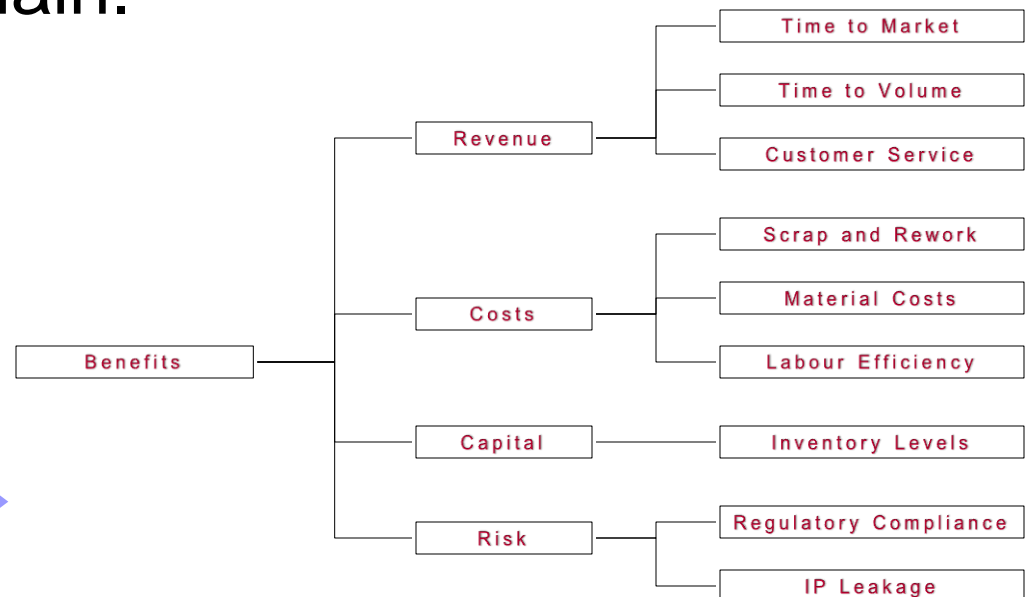 Time to Market
Time to Volume
Revenue
Customer Service
Scrap and Rework
Material Costs
Costs
Benefits
Labour Efficiency
Capital
Inventory Levels
Regulatory Compliance
Risk
IP Leakage